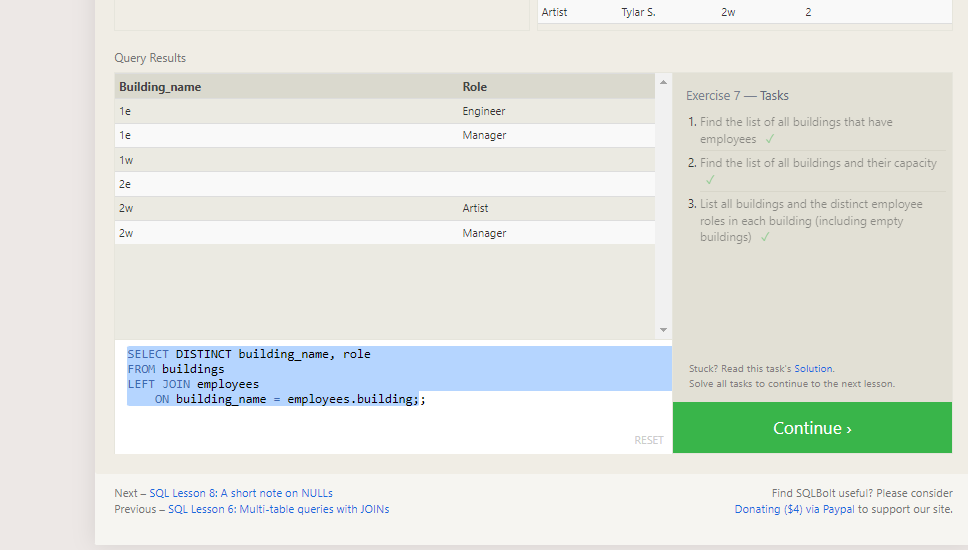 Artist Tylar S. 2w 2
Query Results
Building_name Role
1e Engineer
1e Manager
1w
2e
2w Artist
2w Manager
SELECT DISTINCT building_name, role
FROM buildings
LEFT JOIN employees
ON building_name = employees.building;;
RESET
Exercise 7 — Tasks
1. Find the list of all buildings that have
employees ✓
2. Find the list of all buildings and their capacity
✓
3. List all buildings and the distinct employee
roles in each building (including empty
buildings) ✓
Stuck? Read this task's Solution.
Solve all tasks to continue to the next lesson.
Continue ›
Next – SQL Lesson 8: A short note on NULLs
Previous – SQL Lesson 6: Multi-table queries with JOINs
Find SQLBolt useful? Please consider
Donating ($4) via Paypal to support our site.